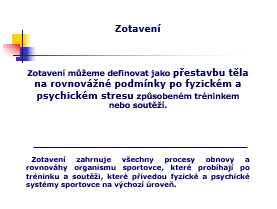 Zotavení
Zotavení můžeme definovat jako přestavbu těla
na rovnovážné podmínky po fyzickém a
psychickém stresu způsobeném tréninkem
nebo soutěží.
Zotavení zahrnuje všechny procesy obnovy a
rovnováhy organismu sportovce, které probíhají po
tréninku a soutěži, které přivedou fyzické a psychické
systémy sportovce na výchozí úroveň.